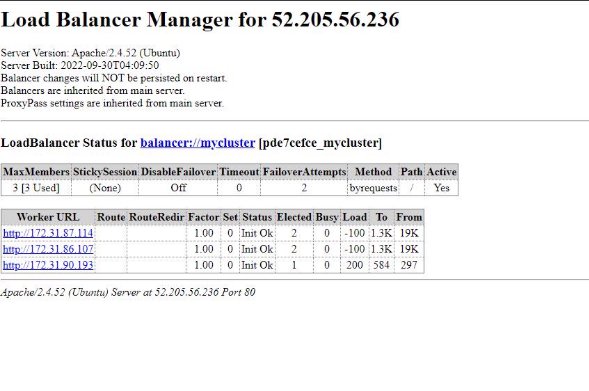 Load Balancer Manager for 52.205.56.236
Server Version: Apache/2.4.52 (Ubuntu)
Server Built: 2022-09-30T04:09:50
Balancer changes will NOT be persisted on restart.
Balancers are inherited from main server.
ProxyPass settings are inherited from main server.
LoadBalancer Status for balancer://mycluster [pde7cefce_mycluster]
MaxMembers StickySession DisableFailover Timeout FailoverAttempts Method Path Active
3 [3 Used] (None) Off 0 2 byrequests / Yes
Worker URL Route RouteRedir Factor Set Status Elected Busy Load To From
http://172.31.87.114 1.00 0 Init Ok 2 0 -100 1.3K 19K
http://172.31.86.107 1.00 0 Init Ok 2 0 -100 1.3K 19K
http://172.31.90.193 1.00 0 Init Ok 1 0 200 584 297
Apache/2.4.52 (Ubuntu) Server at 52.205.56.236 Port 80